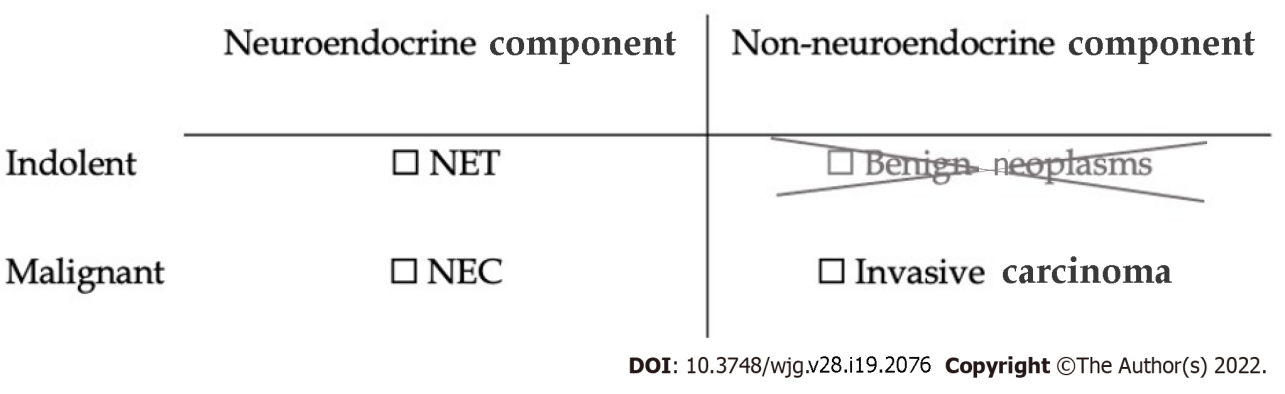 Neuroendocrine component Non-neuroendocrine component
Indolent ☐ NET ☐ Benign neoplasms
Malignant ☐ NEC ☐ Invasive carcinoma
DOI: 10.3748/wjg.v28.i19.2076 Copyright ©The Author(s) 2022.